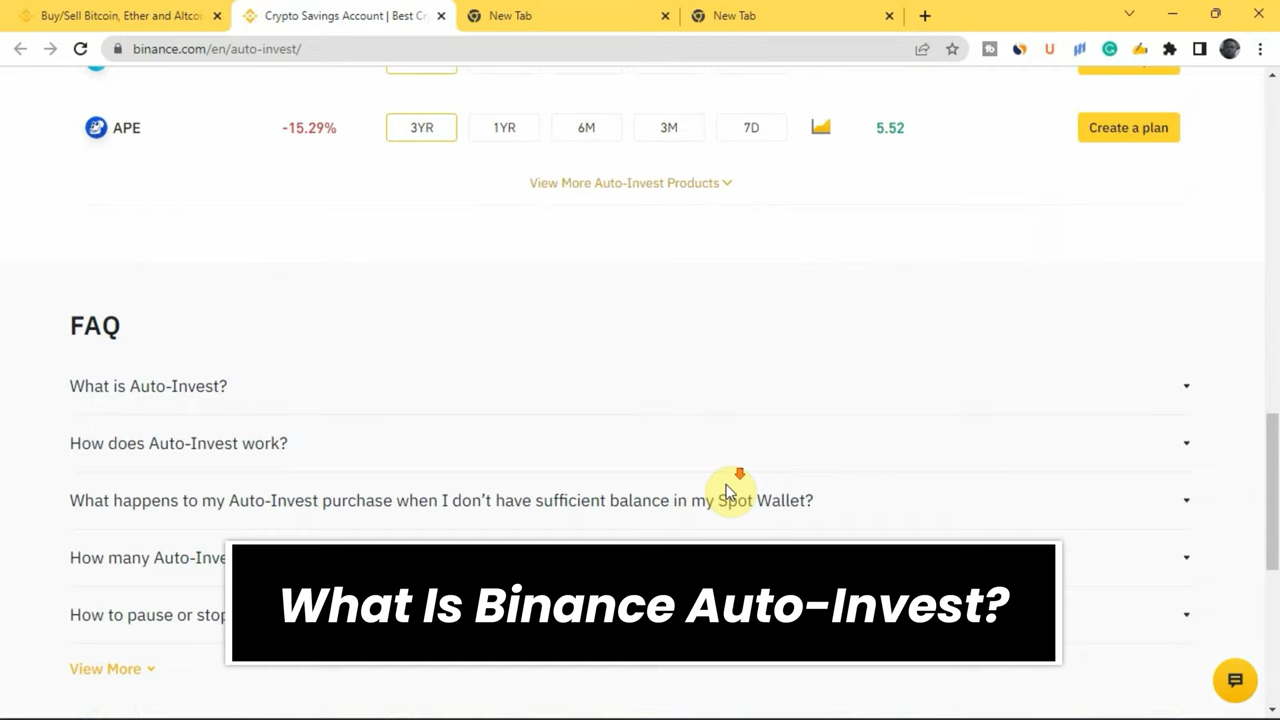 Buy/Sell Bitcoin, Ether and Altcoi
Crypto Savings Account | Best Cr
New Tab
New Tab
binance.com/en/auto-invest/
APE -15.29% 3YR 1YR 6M 3M 7D 5.52 Create a plan
View More Auto-Invest Products
FAQ
What is Auto-Invest?
How does Auto-Invest work?
What happens to my Auto-Invest purchase when I don't have sufficient balance in my Spot Wallet?
How many Auto-Inve
How to pause or stop
What Is Binance Auto-Invest?
View More